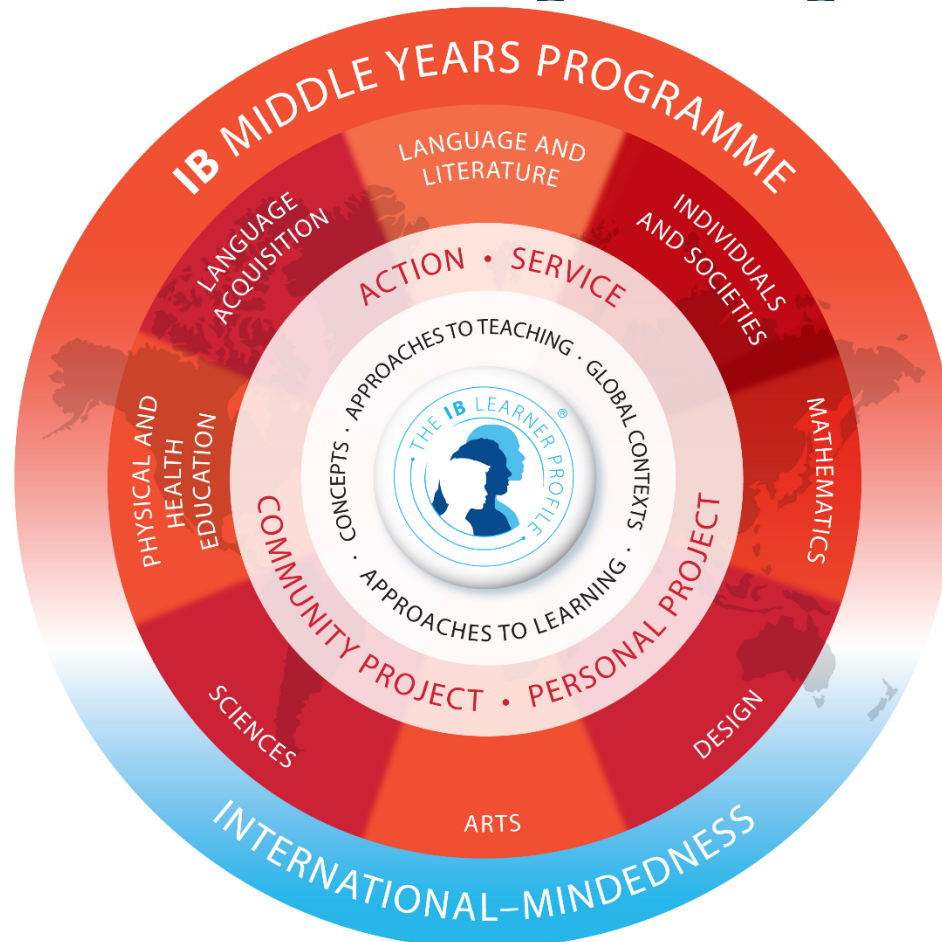 IB MIDDLE YEARS PROGRAMME
LANGUAGE AND
LITERATURE
INDIVIDUALS
AND SOCIETIES
MATHEMATICS
DESIGN
ARTS
SCIENCES
PHYSICAL AND
HEALTH
EDUCATION
LANGUAGE
ACQUISITION
ACTION • SERVICE
PERSONAL PROJECT •
COMMUNITY PROJECT
APPROACHES TO TEACHING ·
GLOBAL CONTEXTS ·
APPROACHES TO LEARNING ·
CONCEPTS ·
• THE IB LEARNER PROFILE • ®
INTERNATIONAL–MINDEDNESS